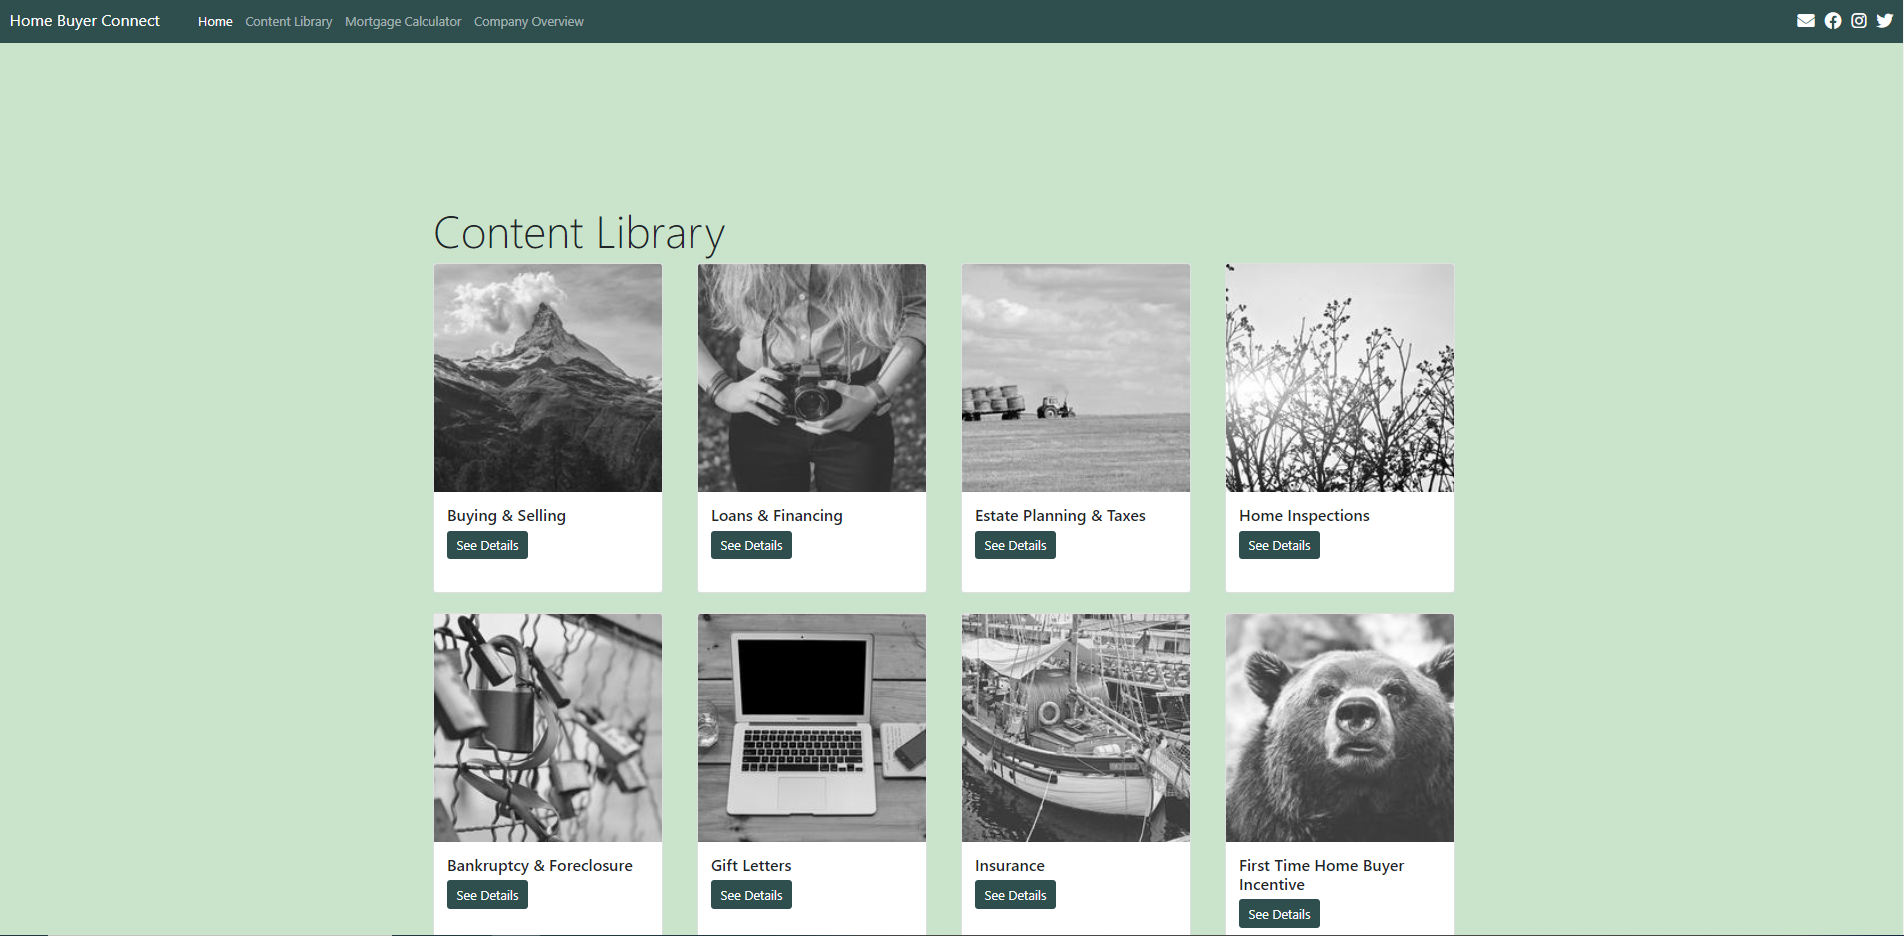 Home Buyer Connect Home Content Library Mortgage Calculator Company Overview
Content Library
Buying & Selling
See Details
Loans & Financing
See Details
Estate Planning & Taxes
See Details
Home Inspections
See Details
Bankruptcy & Foreclosure
See Details
Gift Letters
See Details
Insurance
See Details
First Time Home Buyer
Incentive
See Details